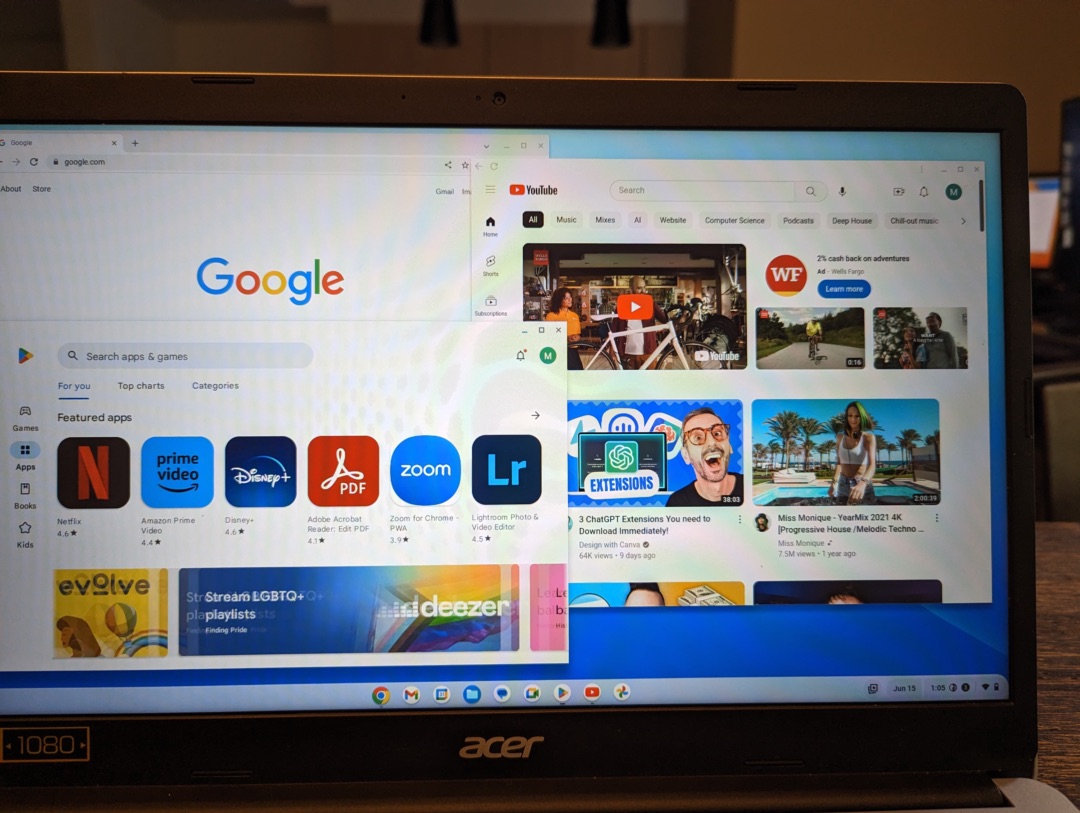 Google
google.com
About Store
Gmail
Google
YouTube
Search
M
All Music Mixes AI Website Computer Science Podcasts Deep House Chill-out music
Home
Shorts
Subscriptions
YouTube
WF
2% cash back on adventures
Ad · Wells Fargo
Learn more
0:16
EXTENSIONS
38:03
3 ChatGPT Extensions You need to
Download Immediately!
Design with Canva
64K views · 9 days ago
2:00:39
Miss Monique - YearMix 2021 4K
|Progressive House /Melodic Techno ...
Miss Monique
7.5M views · 1 year ago
Search apps & games
M
For you Top charts Categories
Games
Apps
Books
Kids
Featured apps
N
prime
video
Disney+
PDF
zoom
Lr
Netflix
4.6★
Amazon Prime
Video
4.4★
Disney+
4.6★
Adobe Acrobat
Reader: Edit PDF
4.1★
Zoom for Chrome -
PWA
3.9★
Lightroom Photo &
Video Editor
4.5★
evolve
Stream LGBTQ+
playlists
Finding Pride
deezer
Jun 15 1:05
1080
acer